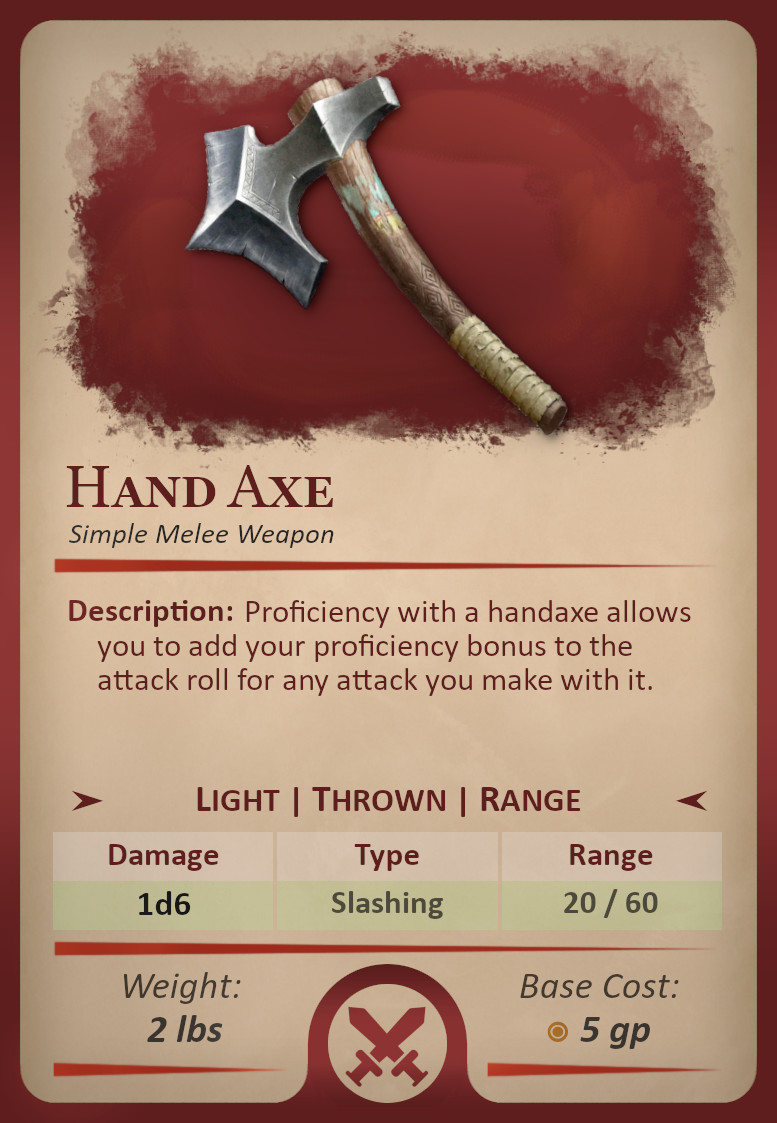 Hand Axe
Simple Melee Weapon
Description: Proficiency with a handaxe allows
you to add your proficiency bonus to the
attack roll for any attack you make with it.
Light | Thrown | Range
Damage Type Range
1d6 Slashing 20 / 60
Weight: Base Cost:
2 lbs 5 gp